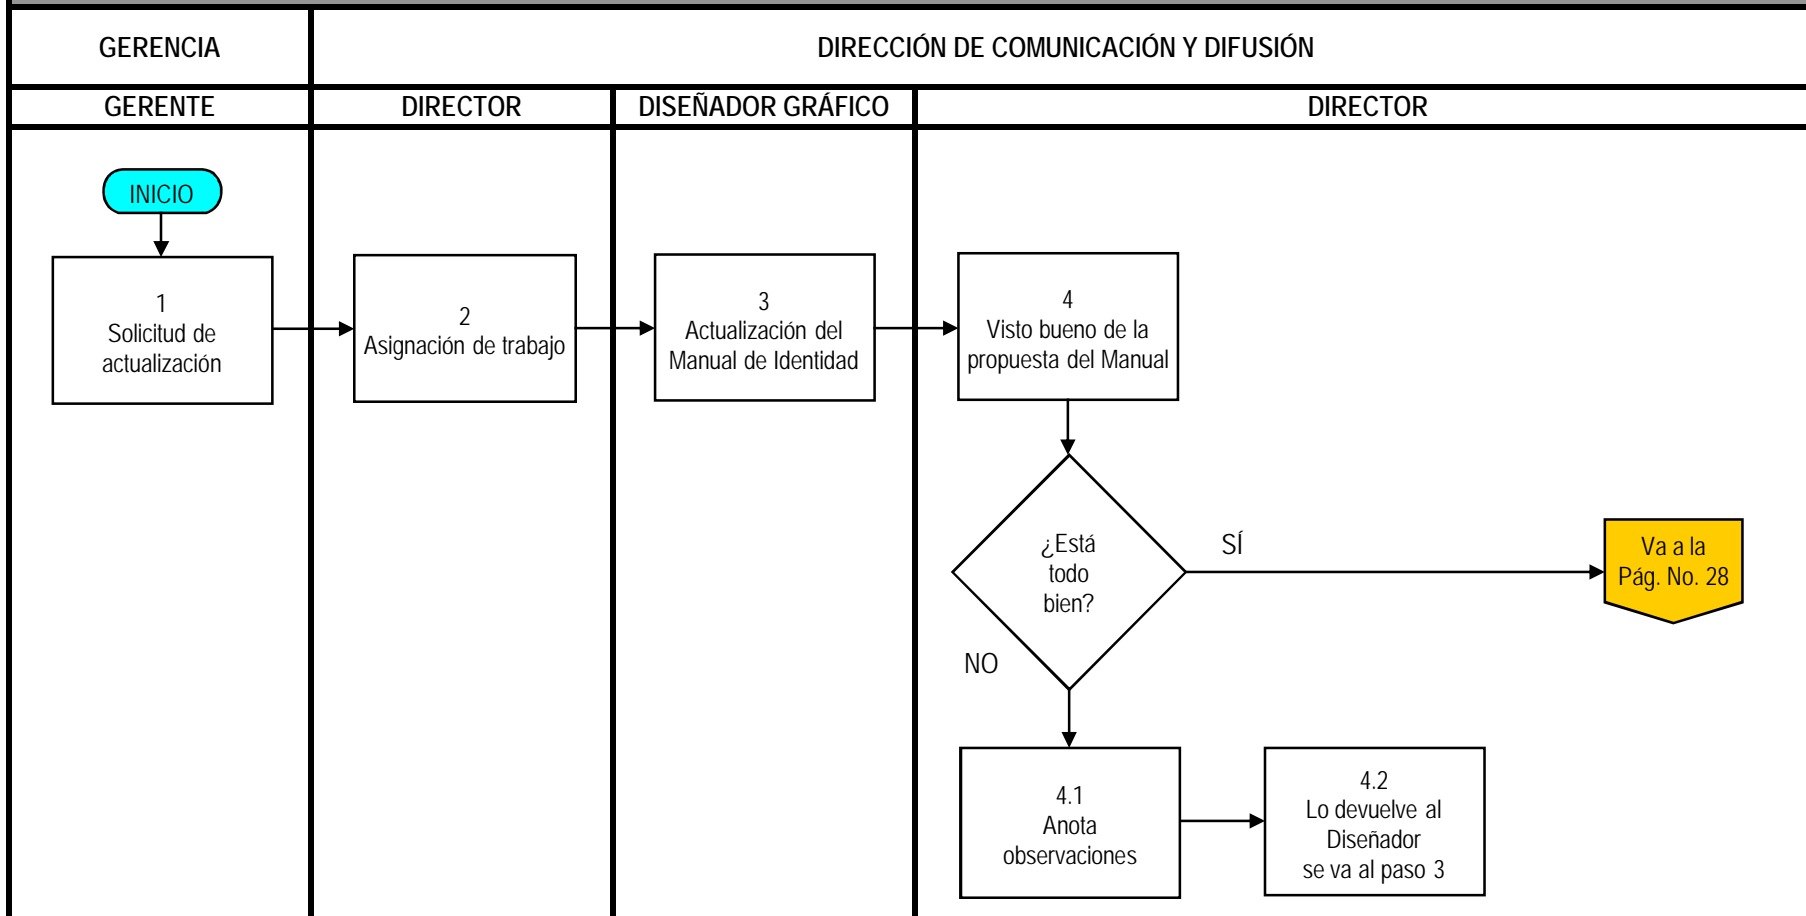 GERENCIA
DIRECCIÓN DE COMUNICACIÓN Y DIFUSIÓN
GERENTE
DIRECTOR
DISEÑADOR GRÁFICO
DIRECTOR
INICIO
1
Solicitud de
actualización
2
Asignación de trabajo
3
Actualización del
Manual de Identidad
4
Visto bueno de la
propuesta del Manual
¿Está
todo
bien?
SÍ
Va a la
Pág. No. 28
NO
4.1
Anota
observaciones
4.2
Lo devuelve al
Diseñador
se va al paso 3